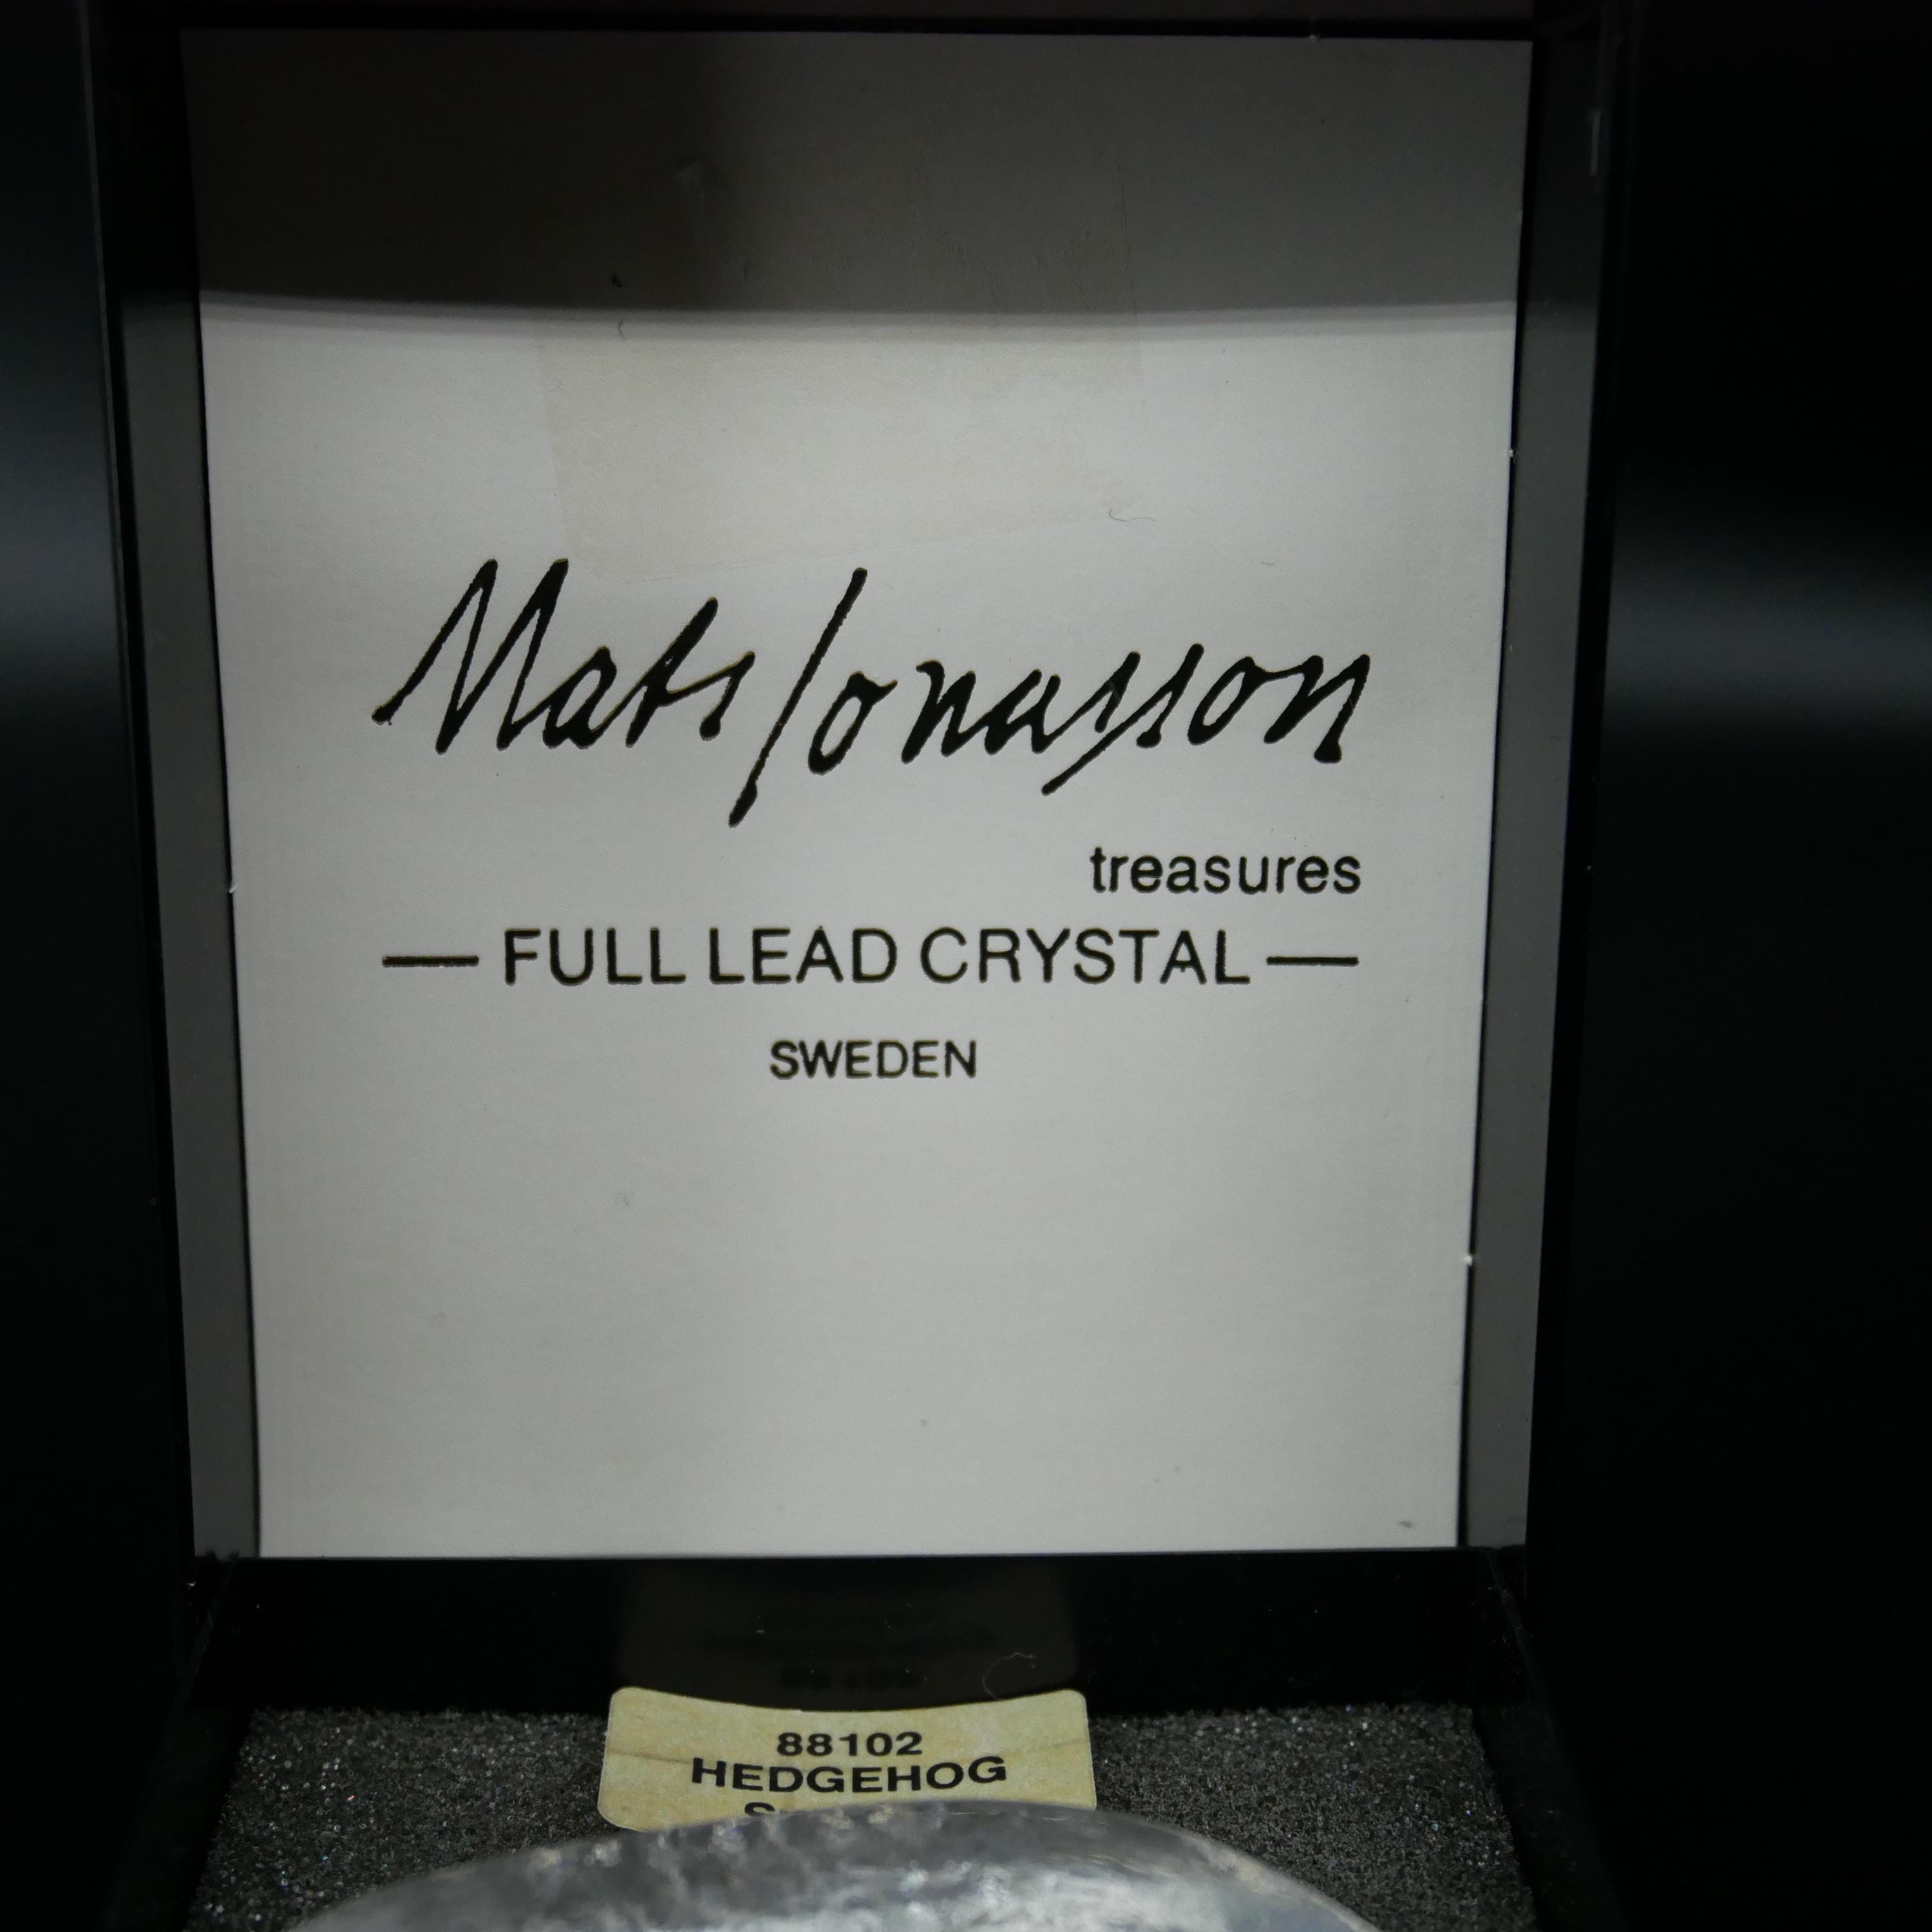 Mats Jonasson
treasures
— FULL LEAD CRYSTAL —
SWEDEN
88102
HEDGEHOG